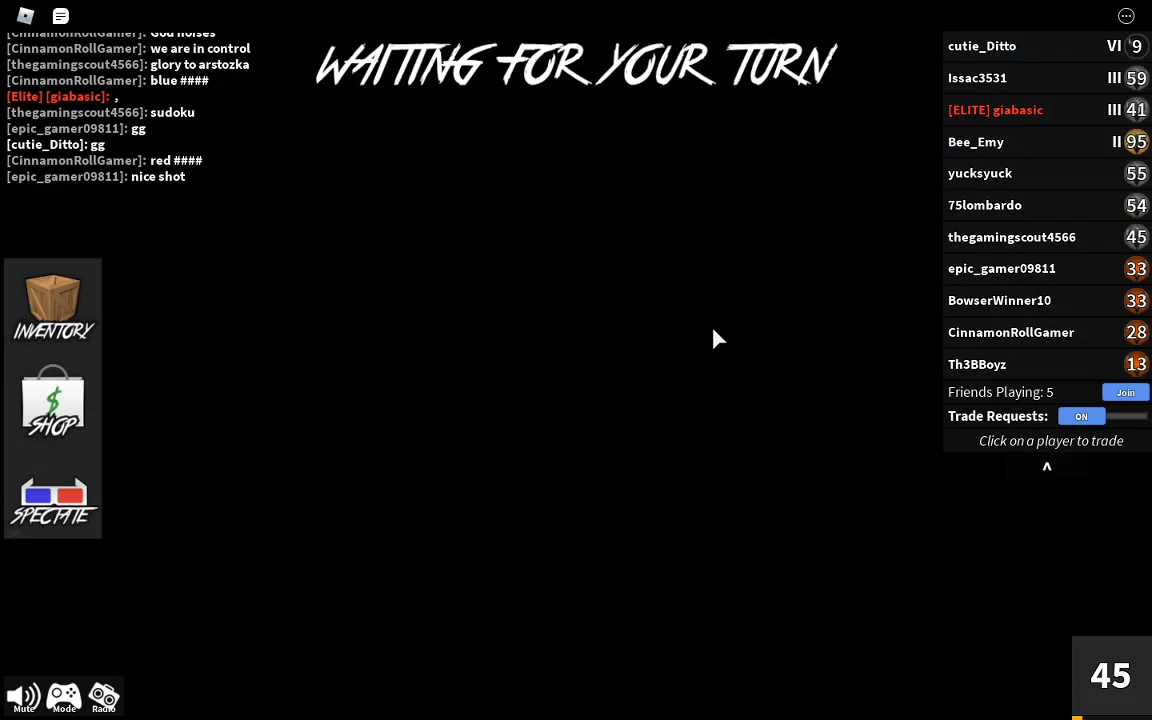 [CinnamonRollGamer]: God noises
[CinnamonRollGamer]: we are in control
[thegamingscout4566]: glory to arstozka
[CinnamonRollGamer]: blue ####
[Elite] [giabasic]: ,
[thegamingscout4566]: sudoku
[epic_gamer09811]: gg
[cutie_Ditto]: gg
[CinnamonRollGamer]: red ####
[epic_gamer09811]: nice shot
WAITING FOR YOUR TURN
cutie_Ditto VI 9
Issac3531 III 59
[ELITE] giabasic III 41
Bee_Emy II 95
yucksyuck 55
75lombardo 54
thegamingscout4566 45
epic_gamer09811 33
BowserWinner10 33
CinnamonRollGamer 28
Th3BBoyz 13
Friends Playing: 5 Join
Trade Requests: ON
Click on a player to trade
INVENTORY
$
SHOP
SPECTATE
Mute Mode Radio
45